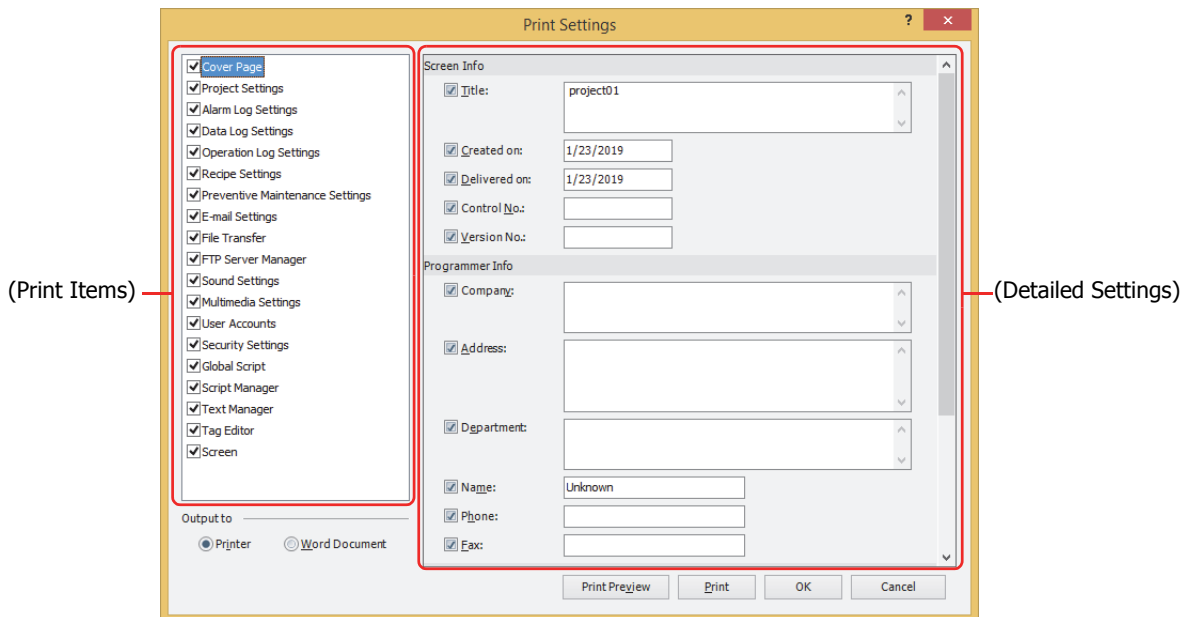 Print Settings
?
(Print Items)
Cover Page
Project Settings
Alarm Log Settings
Data Log Settings
Operation Log Settings
Recipe Settings
Preventive Maintenance Settings
E-mail Settings
File Transfer
FTP Server Manager
Sound Settings
Multimedia Settings
User Accounts
Security Settings
Global Script
Script Manager
Text Manager
Tag Editor
Screen
Output to
Printer
Word Document
(Detailed Settings)
Screen Info
Title: project01
Created on: 1/23/2019
Delivered on: 1/23/2019
Control No.:
Version No.:
Programmer Info
Company:
Address:
Department:
Name: Unknown
Phone:
Fax:
Print Preview
Print
OK
Cancel